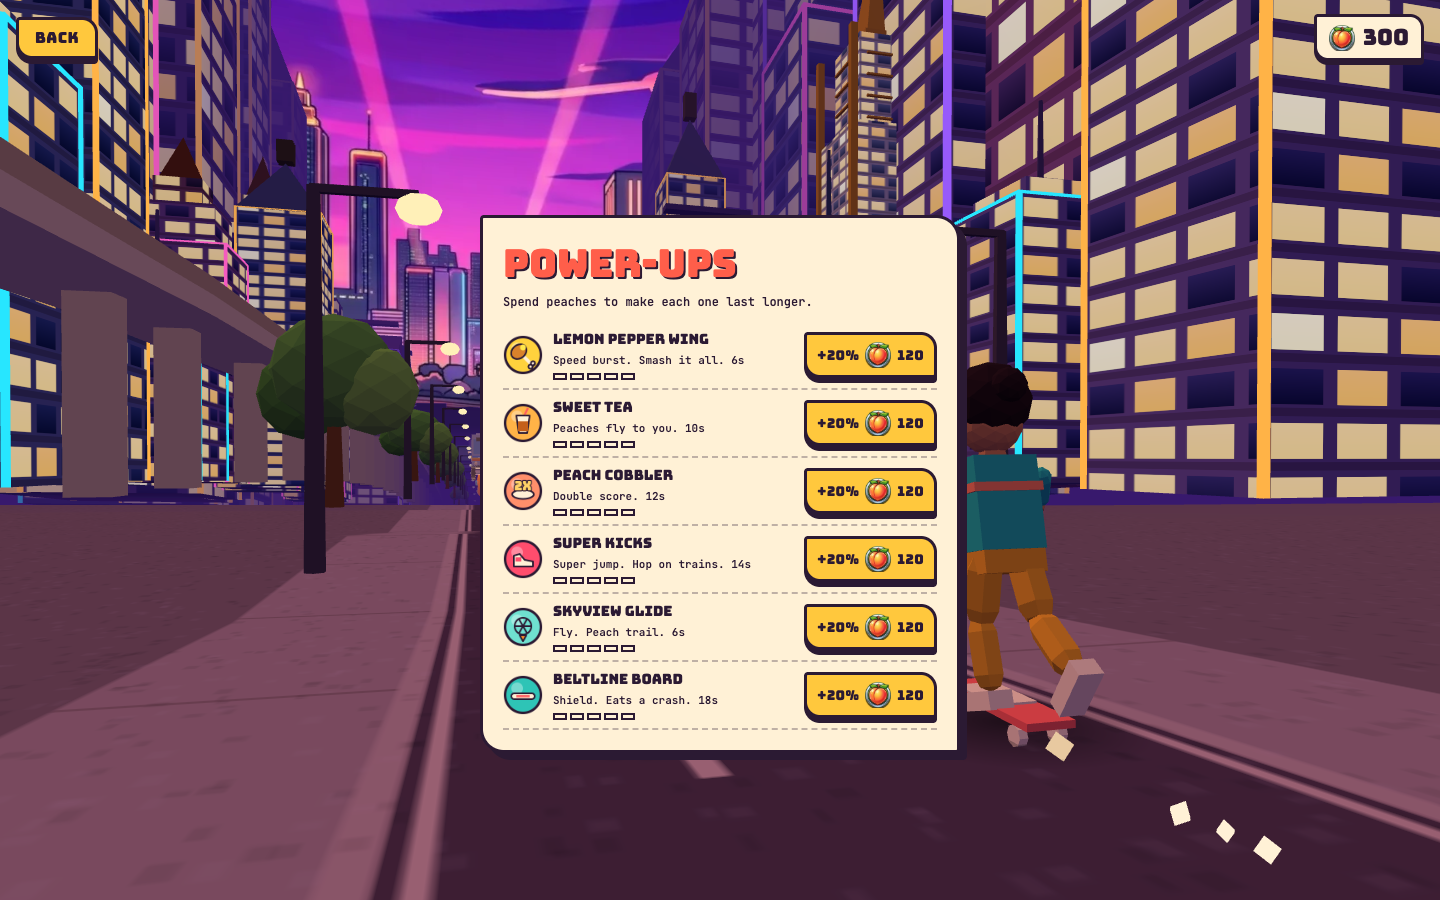 BACK
300
POWER-UPS
Spend peaches to make each one last longer.
LEMON PEPPER WING
Speed burst. Smash it all. 6s
+20% 120
SWEET TEA
Peaches fly to you. 10s
+20% 120
PEACH COBBLER
2X
Double score. 12s
+20% 120
SUPER KICKS
Super jump. Hop on trains. 14s
+20% 120
SKYVIEW GLIDE
Fly. Peach trail. 6s
+20% 120
BELTLINE BOARD
Shield. Eats a crash. 18s
+20% 120